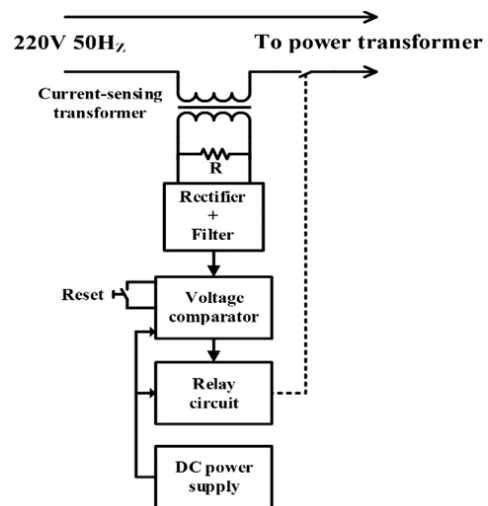 220V 50Hz
To power transformer
Current-sensing
transformer
R
Rectifier
+
Filter
Reset
Voltage
comparator
Relay
circuit
DC power
supply